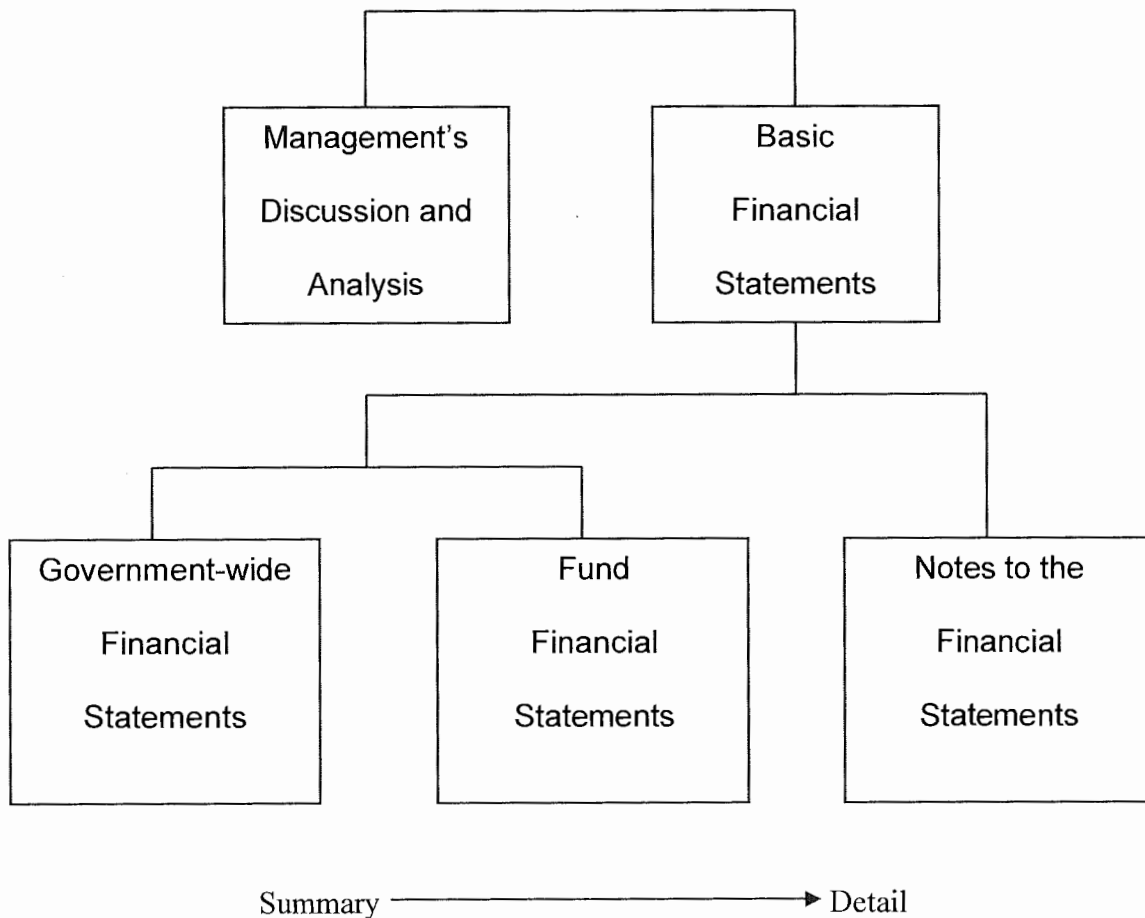 Management's
Discussion and
Analysis
Basic
Financial
Statements
Government-wide
Financial
Statements
Fund
Financial
Statements
Notes to the
Financial
Statements
Summary
Detail